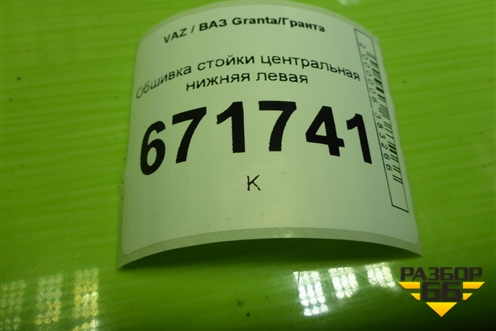 VAZ / ВАЗ Granta/Гранта
Обшивка стойки центральная
нижняя левая
671741
К
РАЗБОР
66